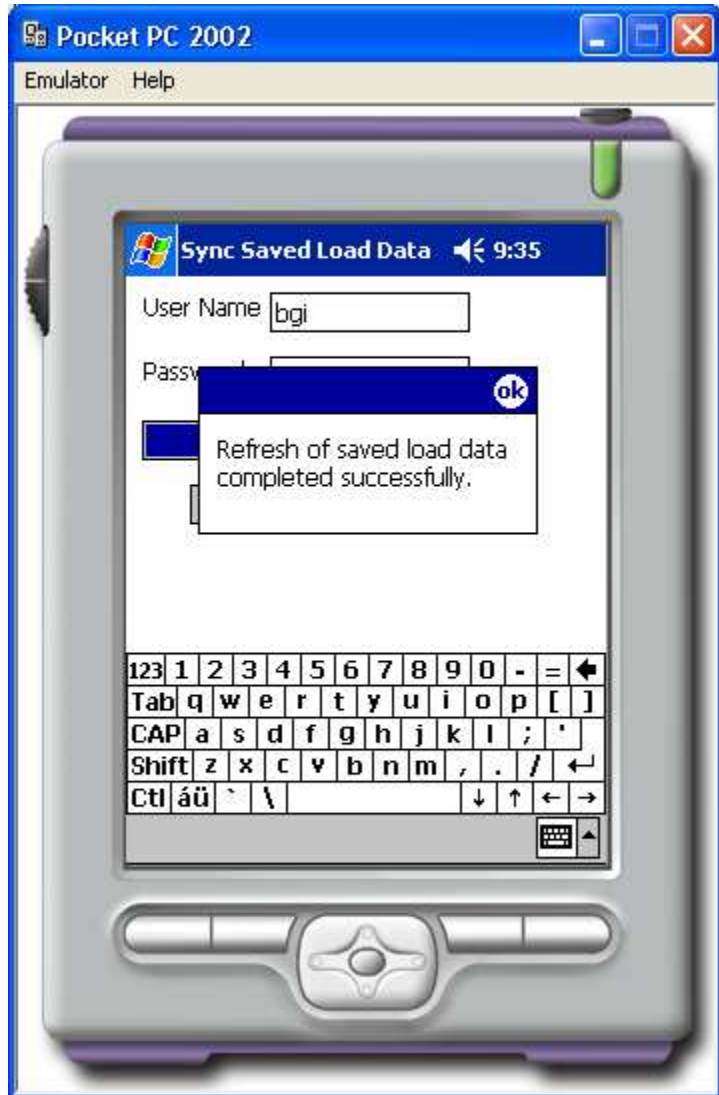 Pocket PC 2002
Emulator Help
Sync Saved Load Data 9:35
User Name bgi
ok
Refresh of saved load data
completed successfully.
123 1 2 3 4 5 6 7 8 9 0 - =
Tab q w e r t y u i o p [ ]
CAP a s d f g h j k l ; '
Shift z x c v b n m , . /
Ctl áü ` \